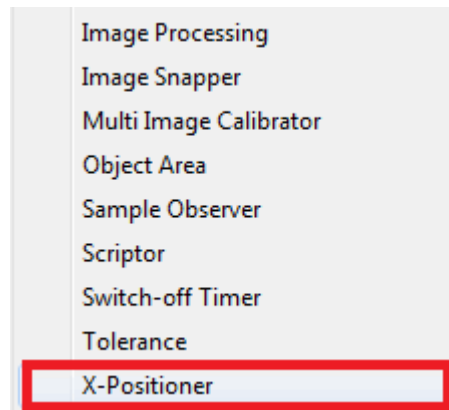 Image Processing
Image Snapper
Multi Image Calibrator
Object Area
Sample Observer
Scriptor
Switch-off Timer
Tolerance
X-Positioner